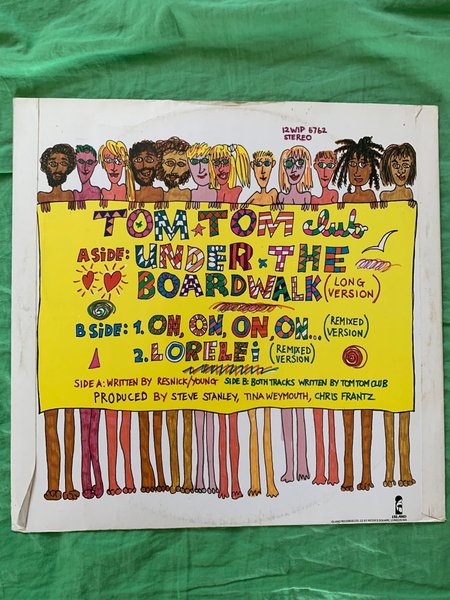 12WIP 6762
STEREO
TOM TOM club
A SiDE: UNDER THE
BOARDWALK (LONG VERSION)
B SiDE: 1. ON, ON, ON, ON... (REMIXED VERSION)
2. LORELEi (REMIXED VERSION)
SIDE A: WRITTEN BY RESNICK/YOUNG SIDE B: BOTH TRACKS WRITTEN BY TOM TOM CLUB
PRODUCED BY STEVE STANLEY, TINA WEYMOUTH, CHRIS FRANTZ
ISLAND